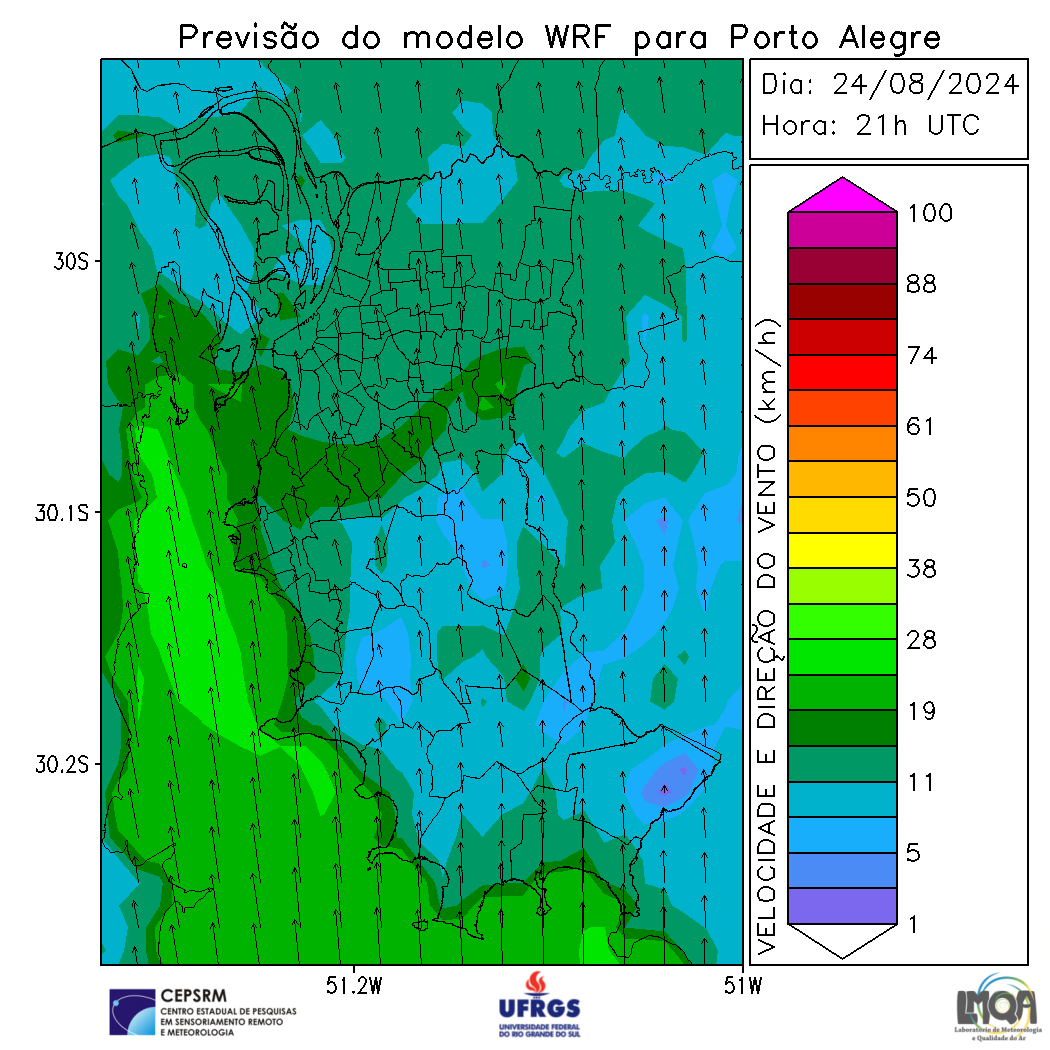 Previsão do modelo WRF para Porto Alegre
Dia: 24/08/2024
Hora: 21h UTC
30S
30.1S
30.2S
51.2W
51W
VELOCIDADE E DIREÇÃO DO VENTO (km/h)
100
88
74
61
50
38
28
19
11
5
1
CEPSRM
CENTRO ESTADUAL DE PESQUISAS
EM SENSORIAMENTO REMOTO
E METEOROLOGIA
UFRGS
UNIVERSIDADE FEDERAL
DO RIO GRANDE DO SUL
LMQA
Laboratório de Meteorologia
e Qualidade do Ar